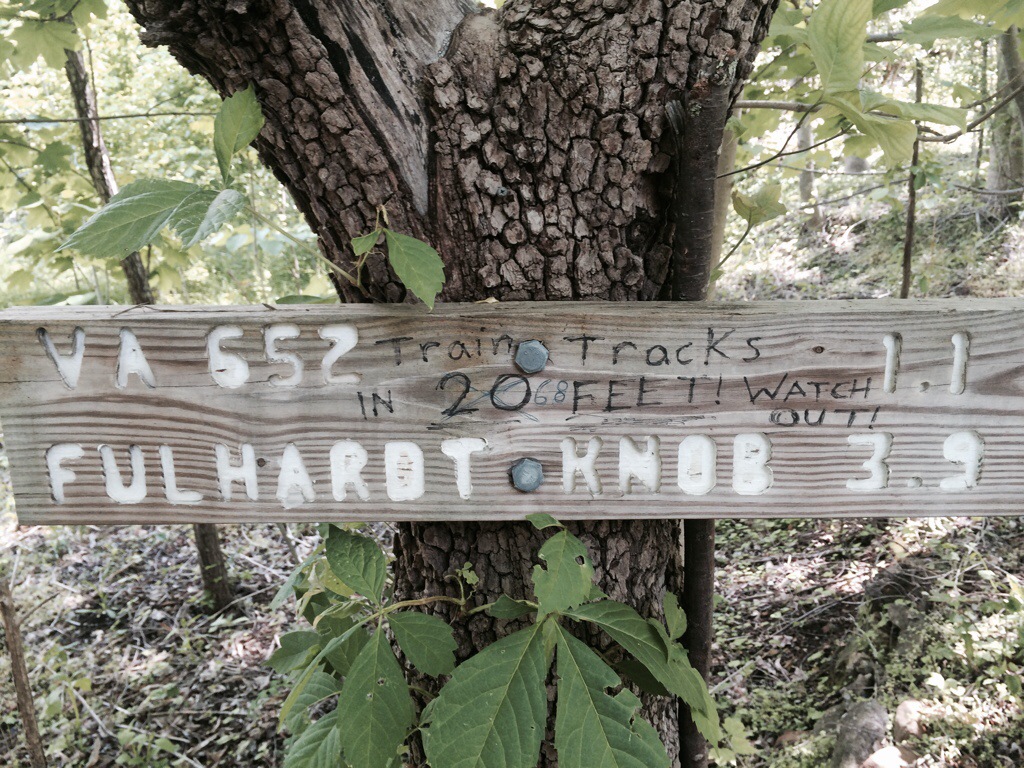 VA 652 Train Tracks 1.1
IN 20 68 FEET! WATCH
OUT!
FULHARDT KNOB 3.9